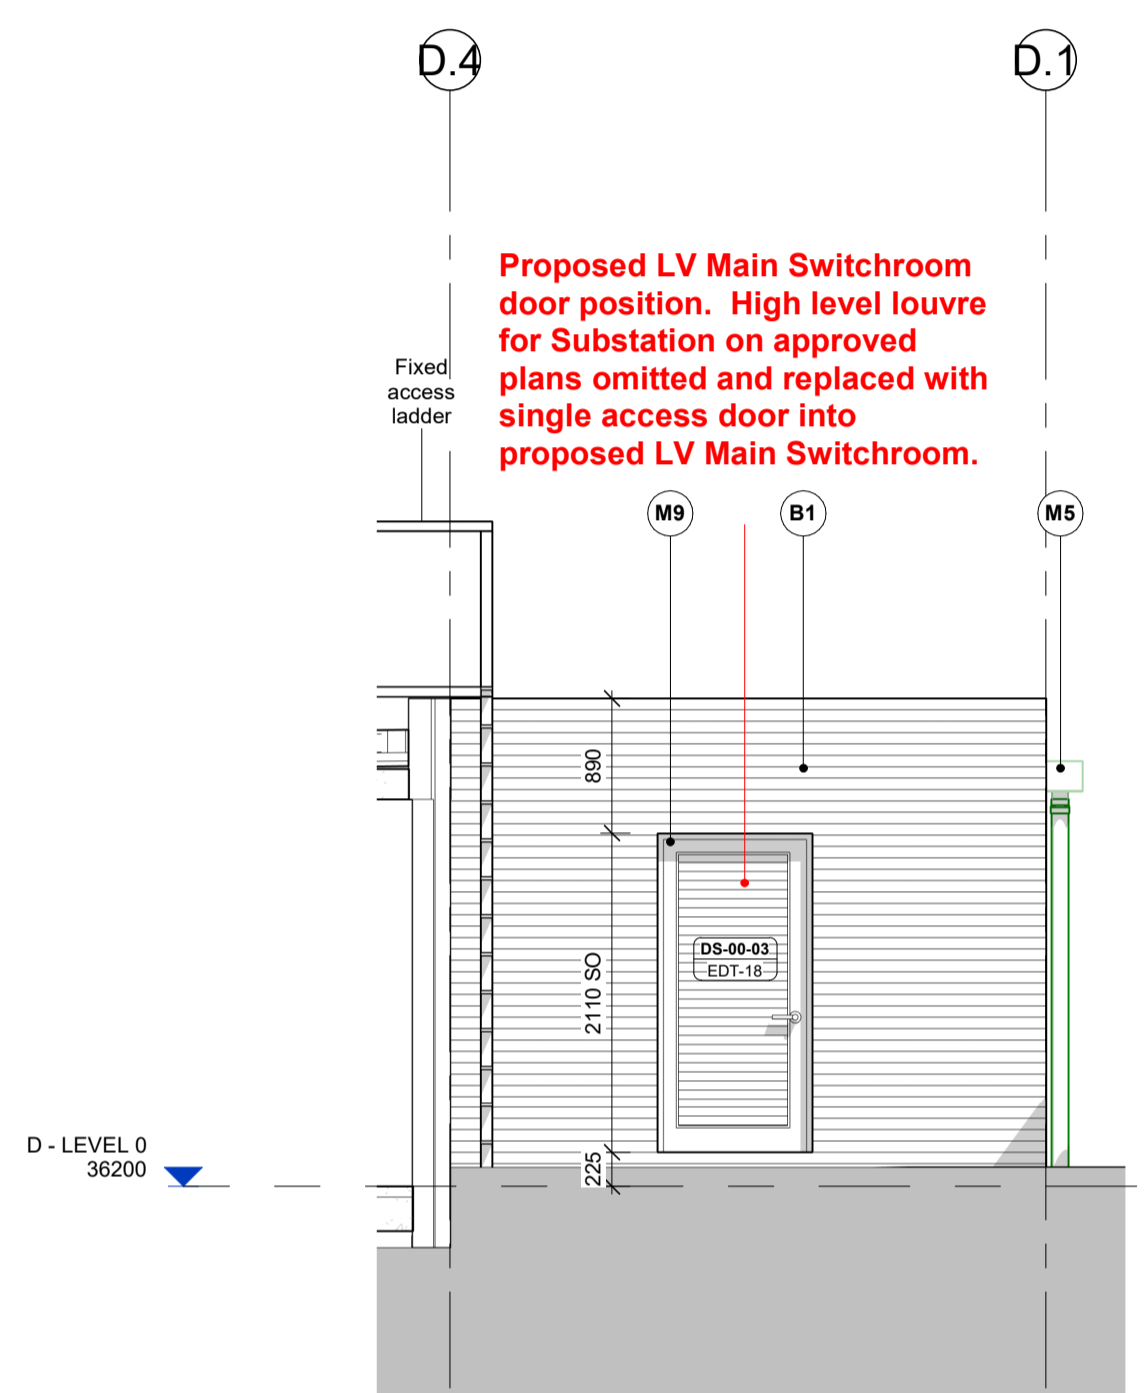 D.4
D.1
Proposed LV Main Switchroom
door position.  High level louvre
for Substation on approved
plans omitted and replaced with
single access door into
proposed LV Main Switchroom.
Fixed
access
ladder
M9
B1
M5
890
2110 SO
225
DS-00-03
EDT-18
D - LEVEL 0
36200